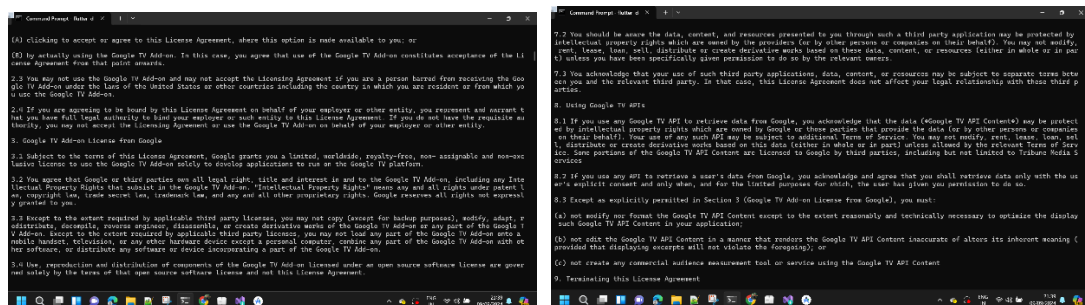 Command Prompt - flutter d
(A) clicking to accept or agree to this License Agreement, where this option is made available to you; or
(B) by actually using the Google TV Add-on. In this case, you agree that use of the Google TV Add-on constitutes acceptance of the Li
cense Agreement from that point onwards.
2.3 You may not use the Google TV Add-on and may not accept the Licensing Agreement if you are a person barred from receiving the Goo
gle TV Add-on under the laws of the United States or other countries including the country in which you are resident or from which yo
u use the Google TV Add-on.
2.4 If you are agreeing to be bound by this License Agreement on behalf of your employer or other entity, you represent and warrant t
hat you have full legal authority to bind your employer or such entity to this License Agreement. If you do not have the requisite au
thority, you may not accept the Licensing Agreement or use the Google TV Add-on on behalf of your employer or other entity.
3. Google TV Add-on License from Google
3.1 Subject to the terms of this License Agreement, Google grants you a limited, worldwide, royalty-free, non- assignable and non-exc
lusive license to use the Google TV Add-on solely to develop applications to run on the Google TV platform.
3.2 You agree that Google or third parties own all legal right, title and interest in and to the Google TV Add-on, including any Inte
llectual Property Rights that subsist in the Google TV Add-on. "Intellectual Property Rights" means any and all rights under patent l
aw, copyright law, trade secret law, trademark law, and any and all other proprietary rights. Google reserves all rights not expressl
y granted to you.
3.3 Except to the extent required by applicable third party licenses, you may not copy (except for backup purposes), modify, adapt, r
edistribute, decompile, reverse engineer, disassemble, or create derivative works of the Google TV Add-on or any part of the Google T
V Add-on. Except to the extent required by applicable third party licenses, you may not load any part of the Google TV Add-on onto a
mobile handset, television, or any other hardware device except a personal computer, combine any part of the Google TV Add-on with ot
her software, or distribute any software or device incorporating a part of the Google TV Add-on.
3.4 Use, reproduction and distribution of components of the Google TV Add-on licensed under an open source software license are gover
ned solely by the terms of that open source software license and not this License Agreement.
ENG
IN
Command Prompt - flutter d
7.2 You should be aware the data, content, and resources presented to you through such a third party application may be protected by
intellectual property rights which are owned by the providers (or by other persons or companies on their behalf). You may not modify,
rent, lease, loan, sell, distribute or create derivative works based on these data, content, or resources (either in whole or in par
t) unless you have been specifically given permission to do so by the relevant owners.
7.3 You acknowledge that your use of such third party applications, data, content, or resources may be subject to separate terms betw
een you and the relevant third party. In that case, this License Agreement does not affect your legal relationship with these third p
arties.
8. Using Google TV APIs
8.1 If you use any Google TV API to retrieve data from Google, you acknowledge that the data ("Google TV API Content") may be protect
ed by intellectual property rights which are owned by Google or those parties that provide the data (or by other persons or companies
on their behalf). Your use of any such API may be subject to additional Terms of Service. You may not modify, rent, lease, loan, sel
l, distribute or create derivative works based on this data (either in whole or in part) unless allowed by the relevant Terms of Serv
ice. Some portions of the Google TV API Content are licensed to Google by third parties, including but not limited to Tribune Media S
ervices
8.2 If you use any API to retrieve a user's data from Google, you acknowledge and agree that you shall retrieve data only with the us
er's explicit consent and only when, and for the limited purposes for which, the user has given you permission to do so.
8.3 Except as explicitly permitted in Section 3 (Google TV Add-on License from Google), you must:
(a) not modify nor format the Google TV API Content except to the extent reasonably and technically necessary to optimize the display
such Google TV API Content in your application;
(b) not edit the Google TV API Content in a manner that renders the Google TV API Content inaccurate of alters its inherent meaning (
provided that displaying excerpts will not violate the foregoing); or
(c) not create any commercial audience measurement tool or service using the Google TV API Content
9. Terminating this License Agreement
ENG
IN